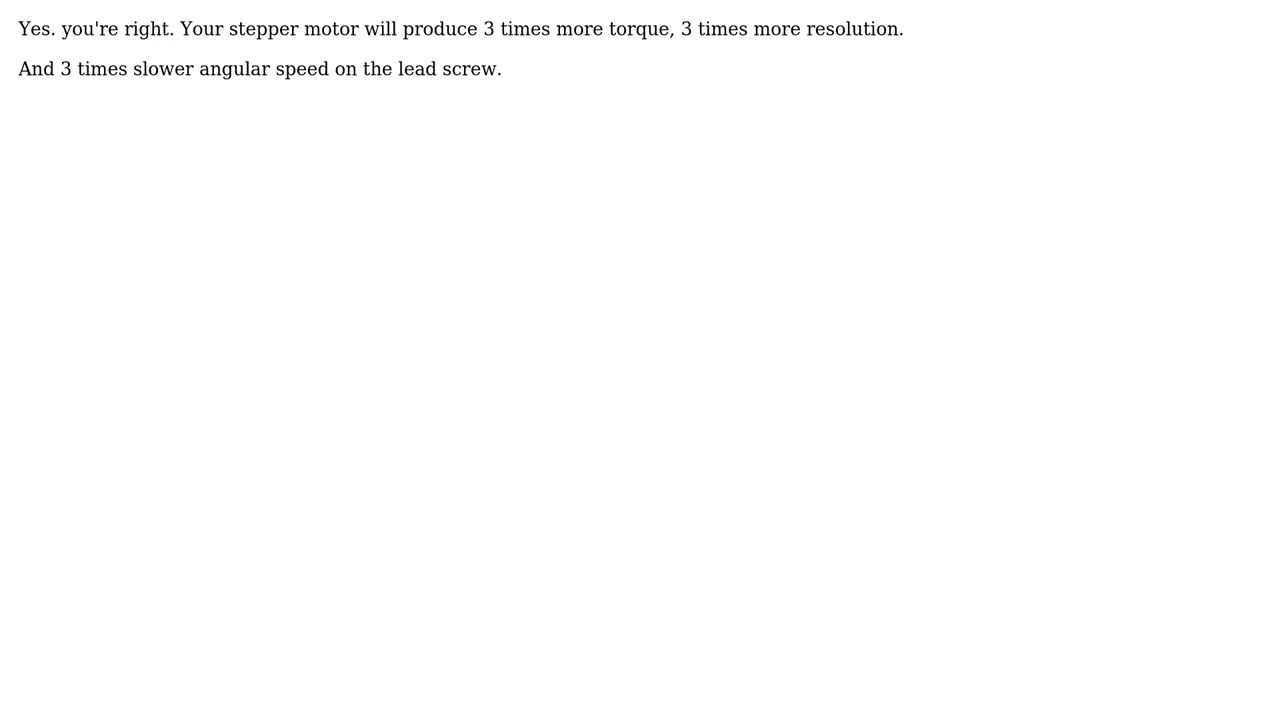 Yes. you're right. Your stepper motor will produce 3 times more torque, 3 times more resolution.
And 3 times slower angular speed on the lead screw.